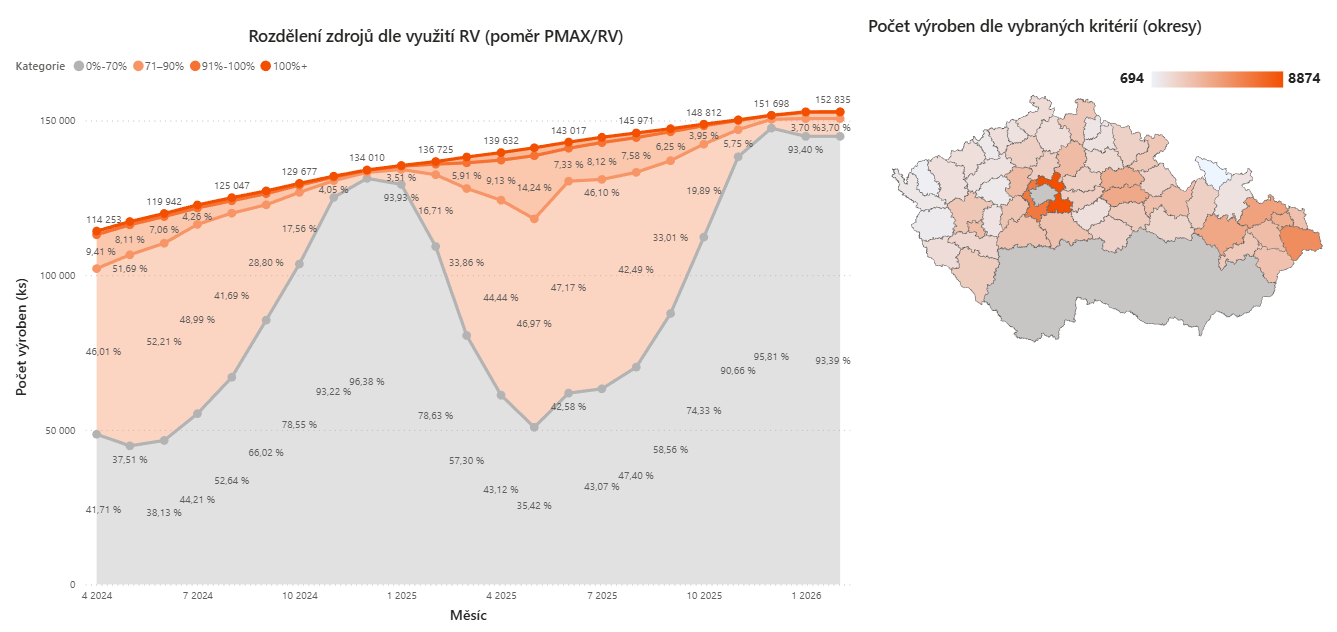 Rozdělení zdrojů dle využití RV (poměr PMAX/RV)
Kategorie 0%-70% 71–90% 91%-100% 100%+
Počet výroben (ks)
150 000
100 000
50 000
0
114 253 119 942 125 047 129 677 134 010 136 725 139 632 143 017 145 971 148 812 151 698 152 835
9,41 % 8,11 % 7,06 % 4,26 % 4,05 % 3,51 % 5,91 % 9,13 % 14,24 % 7,33 % 8,12 % 7,58 % 6,25 % 3,95 % 5,75 % 3,70 % 3,70 %
46,01 % 51,69 % 52,21 % 48,99 % 41,69 % 28,80 % 17,56 % 16,71 % 33,86 % 44,44 % 46,97 % 47,17 % 46,10 % 42,49 % 33,01 % 19,89 %
41,71 % 37,51 % 38,13 % 44,21 % 52,64 % 66,02 % 78,55 % 93,22 % 96,38 % 93,93 % 78,63 % 57,30 % 43,12 % 35,42 % 42,58 % 43,07 % 47,40 % 58,56 % 74,33 % 90,66 % 95,81 % 93,40 % 93,39 %
4 2024 7 2024 10 2024 1 2025 4 2025 7 2025 10 2025 1 2026
Měsíc
Počet výroben dle vybraných kritérií (okresy)
694 8874